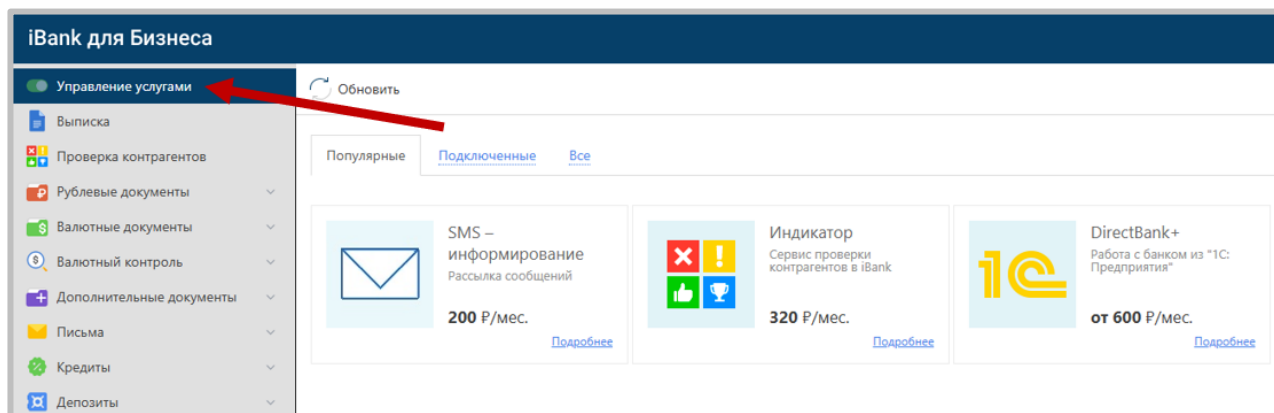 iBank для Бизнеса
Управление услугами
Выписка
Проверка контрагентов
Рублевые документы
Валютные документы
Валютный контроль
Дополнительные документы
Письма
Кредиты
Депозиты
Обновить
Популярные Подключенные Все
SMS –
информирование
Рассылка сообщений
200 ₽/мес.
Подробнее
Индикатор
Сервис проверки
контрагентов в iBank
320 ₽/мес.
Подробнее
1С
DirectBank+
Работа с банком из "1С:
Предприятия"
от 600 ₽/мес.
Подробнее